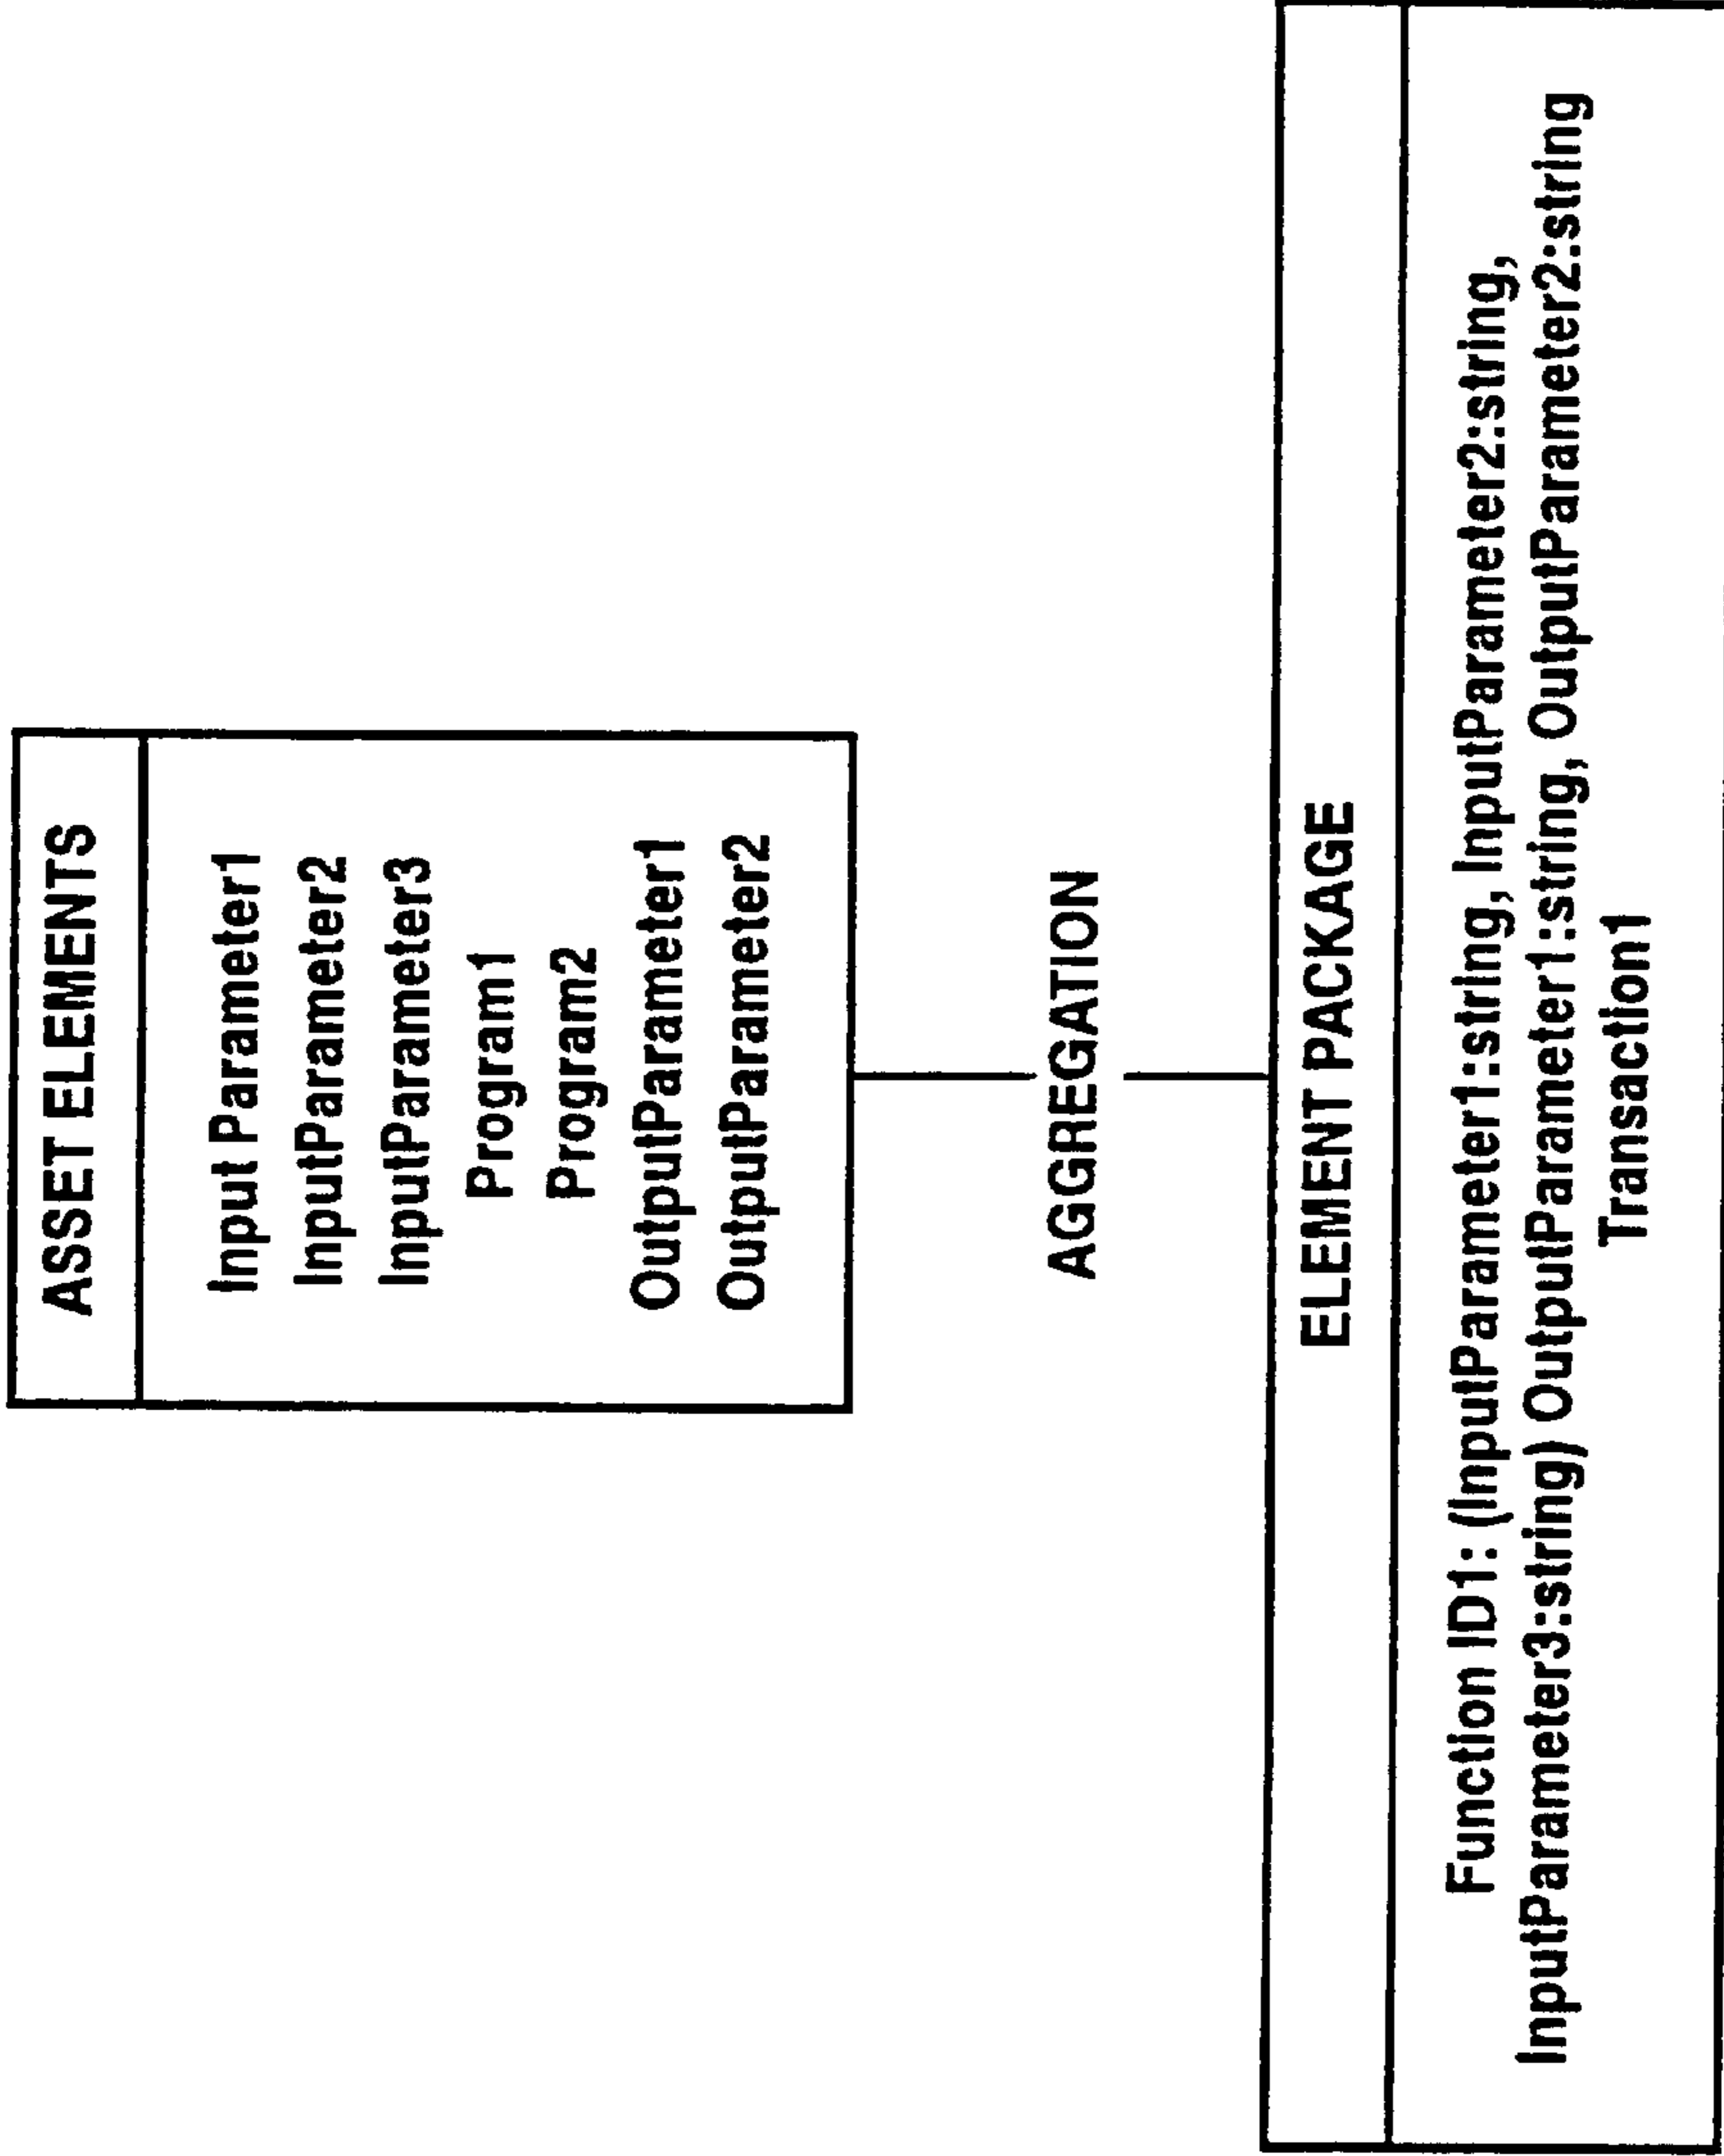 ASSET ELEMENTS
Input Parameter1
InputParameter2
InputParameter3
Program1
Program2
OutputParameter1
OutputParameter2
AGGREGATION
ELEMENT PACKAGE
Function ID1: (InputParameter1:string, InputParameter2:string,
InputParameter3:string) OutputParameter1:string, OutputParameter2:string
Transaction1